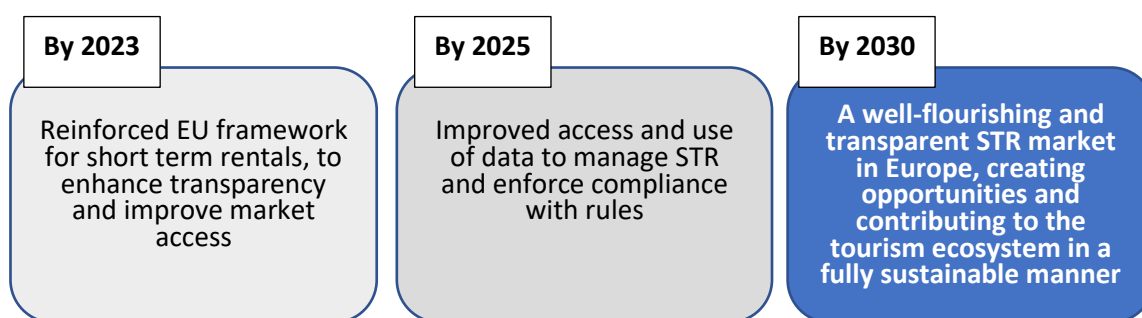 By 2023
Reinforced EU framework
for short term rentals, to
enhance transparency
and improve market
access
By 2025
Improved access and use
of data to manage STR
and enforce compliance
with rules
By 2030
A well-flourishing and
transparent STR market
in Europe, creating
opportunities and
contributing to the
tourism ecosystem in a
fully sustainable manner